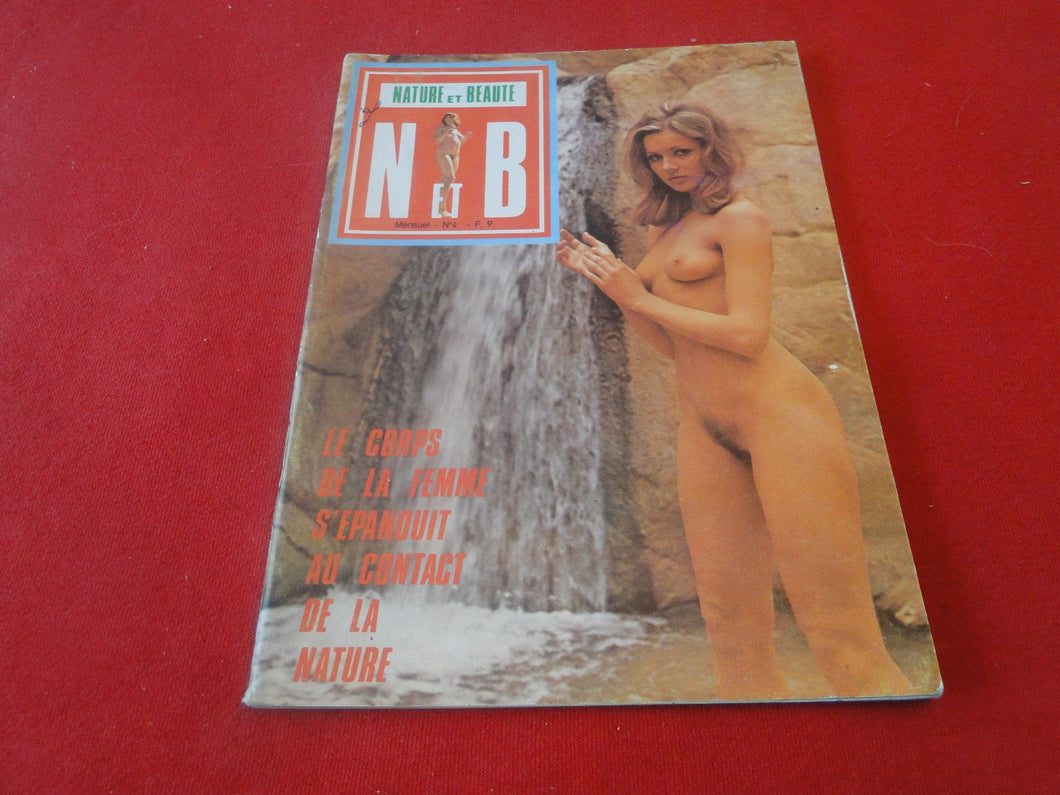 NATURE ET BEAUTE
N ET B
Mensuel - N°4 - F. 9
LE CORPS
DE LA FEMME
S'EPANOUIT
AU CONTACT
DE LA
NATURE